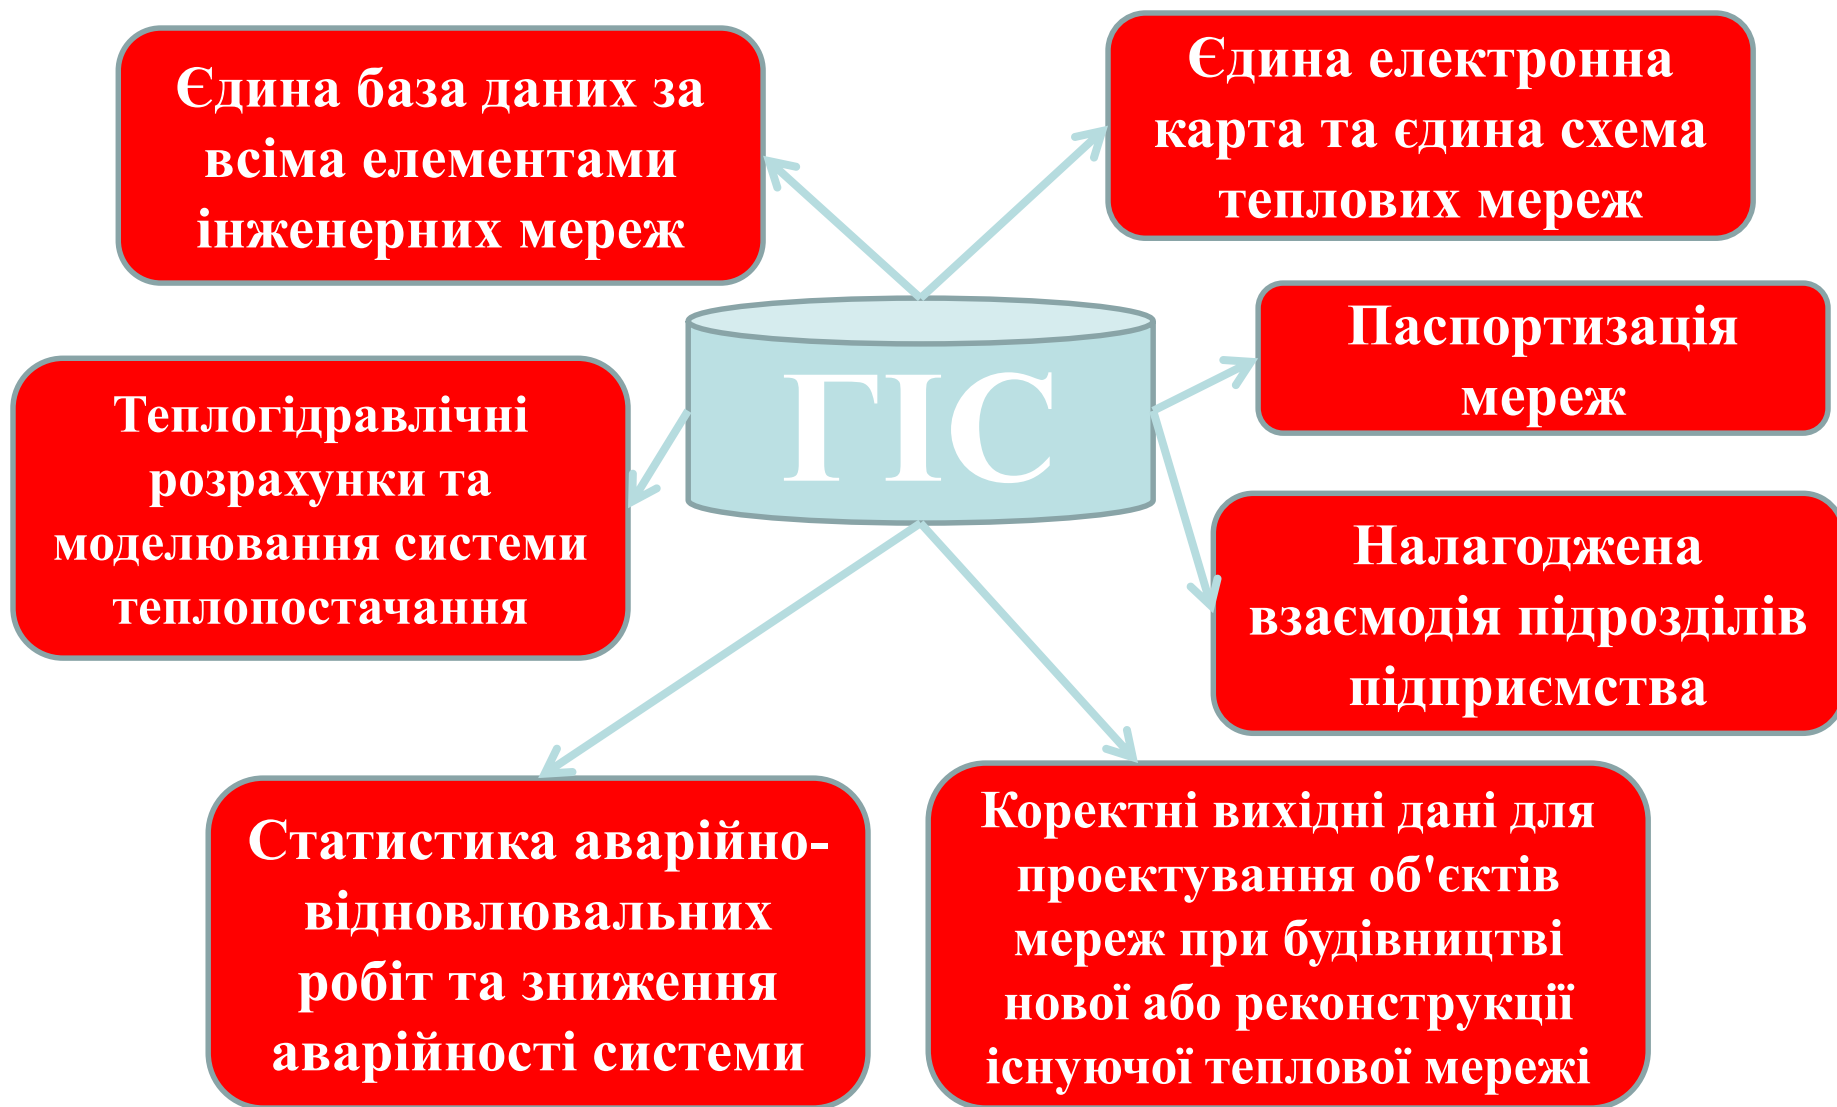 Єдина база даних за
всіма елементами
інженерних мереж
Єдина електронна
карта та єдина схема
теплових мереж
ГІС
Паспортизація
мереж
Теплогідравлічні
розрахунки та
моделювання системи
теплопостачання
Налагоджена
взаємодія підрозділів
підприємства
Статистика аварійно-
відновлювальних
робіт та зниження
аварійності системи
Коректні вихідні дані для
проектування об'єктів
мереж при будівництві
нової або реконструкції
існуючої теплової мережі